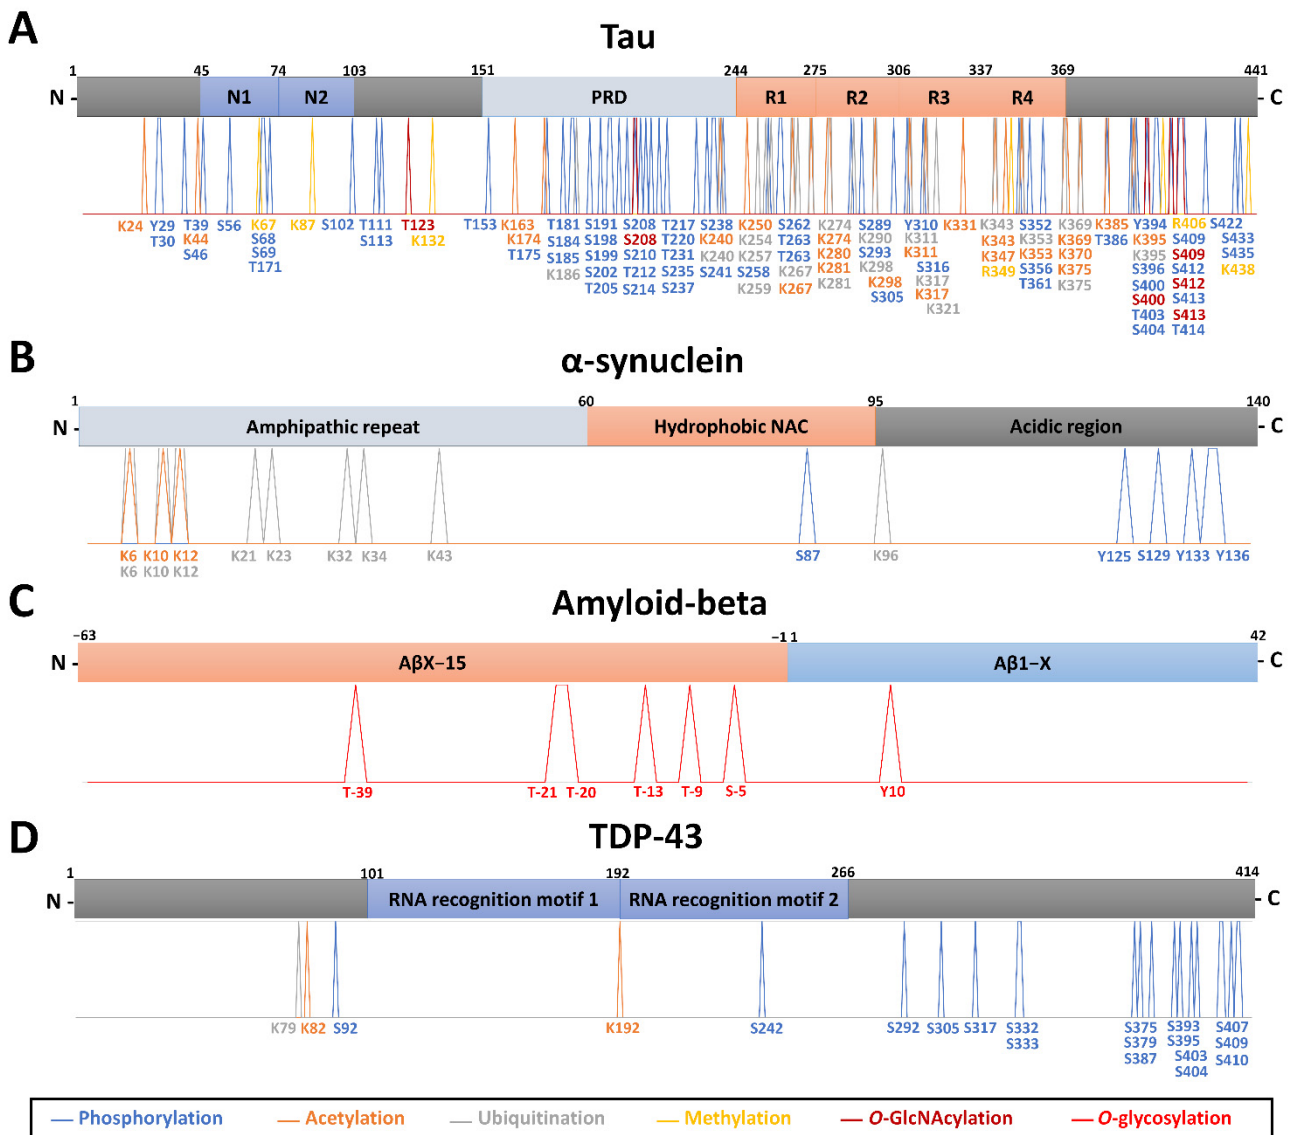 A
Tau
1 45 74 103 151 244 275 306 337 369 441
N - N1 N2 PRD R1 R2 R3 R4 - C
K24 Y29 T39 S56 K67 K87 S102 T111 T123 K132 T153 K163 T181 S191 S208 T217 S238 K250 S262 K274 S289 Y310 K331 K343 S352 K369 K385 Y394 R406 S422
T30 K44 S68 S113 K174 S184 S198 S208 T220 K240 K254 T263 K274 K290 K311 K343 K353 K369 T386 K395 S409 S433
S46 S69 T175 S185 S199 S210 T231 K240 K257 T263 K280 S293 K311 K347 K353 K370 K395 S409 S435
T171 K186 S202 T212 S235 S241 S258 K267 K281 K298 S316 R349 S356 K375 S396 S412 K438
T205 S214 S237 K259 K267 K281 K298 K317 T361 K375 S400 S412
S305 K317 S400 S413
K321 T403 S413
S404 T414
B
α-synuclein
1 60 95 140
N - Amphipathic repeat Hydrophobic NAC Acidic region - C
K6 K10 K12 K21 K23 K32 K34 K43 S87 K96 Y125 S129 Y133 Y136
K6 K10 K12
C
Amyloid-beta
−63 −1 1 42
N - AβX−15 Aβ1−X - C
T-39 T-21 T-20 T-13 T-9 S-5 Y10
D
TDP-43
1 101 192 266 414
N - RNA recognition motif 1 RNA recognition motif 2 - C
K79 K82 S92 K192 S242 S292 S305 S317 S332 S375 S393 S407
S333 S379 S395 S409
S387 S403 S410
S404
Phosphorylation Acetylation Ubiquitination Methylation O-GlcNAcylation O-glycosylation